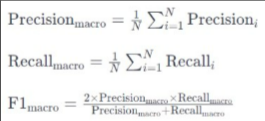 Precision_macro = 1/N ∑_{i=1}^{N} Precision_i
Recall_macro = 1/N ∑_{i=1}^{N} Recall_i
F1_macro = 2×Precision_macro×Recall_macro / Precision_macro+Recall_macro